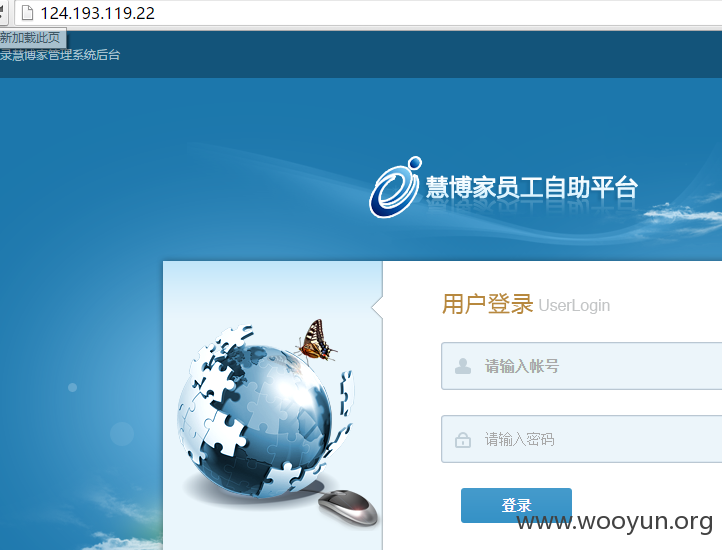 124.193.119.22
新加载此页
录慧博家管理系统后台
慧博家员工自助平台
用户登录 UserLogin
请输入帐号
请输入密码
登录
www.wooyun.org